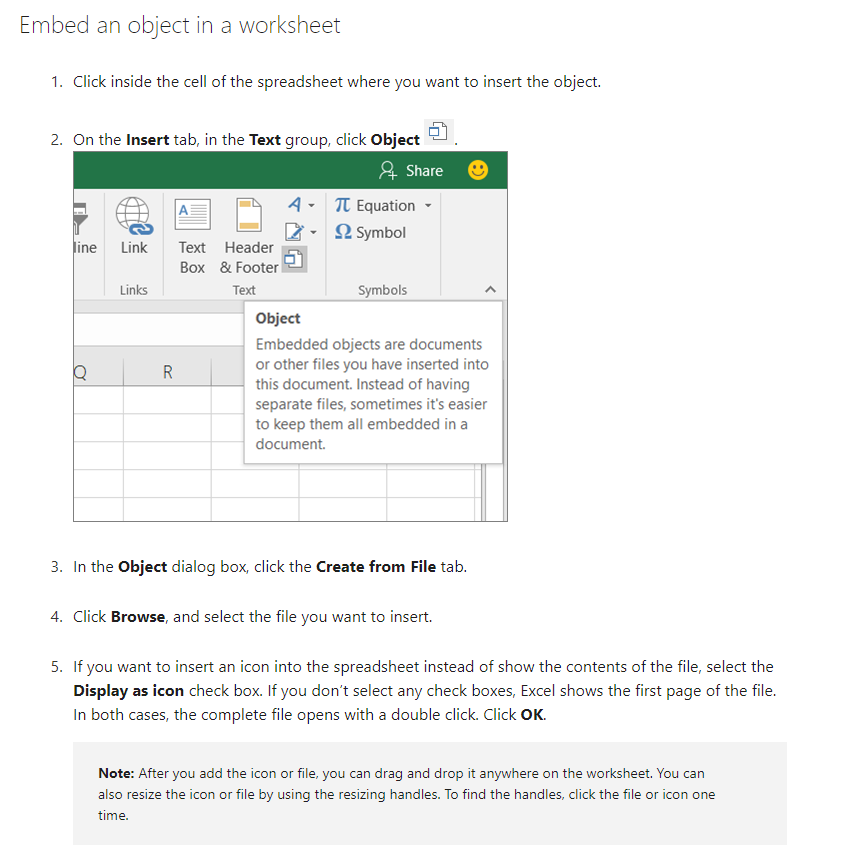 Embed an object in a worksheet
1. Click inside the cell of the spreadsheet where you want to insert the object.
2. On the Insert tab, in the Text group, click Object .
Share
line
Link
Links
A
Text
Box
Header
& Footer
A
Text
π Equation
Ω Symbol
Symbols
Object
Embedded objects are documents
or other files you have inserted into
this document. Instead of having
separate files, sometimes it's easier
to keep them all embedded in a
document.
Q R
3. In the Object dialog box, click the Create from File tab.
4. Click Browse, and select the file you want to insert.
5. If you want to insert an icon into the spreadsheet instead of show the contents of the file, select the
Display as icon check box. If you don't select any check boxes, Excel shows the first page of the file.
In both cases, the complete file opens with a double click. Click OK.
Note: After you add the icon or file, you can drag and drop it anywhere on the worksheet. You can
also resize the icon or file by using the resizing handles. To find the handles, click the file or icon one
time.